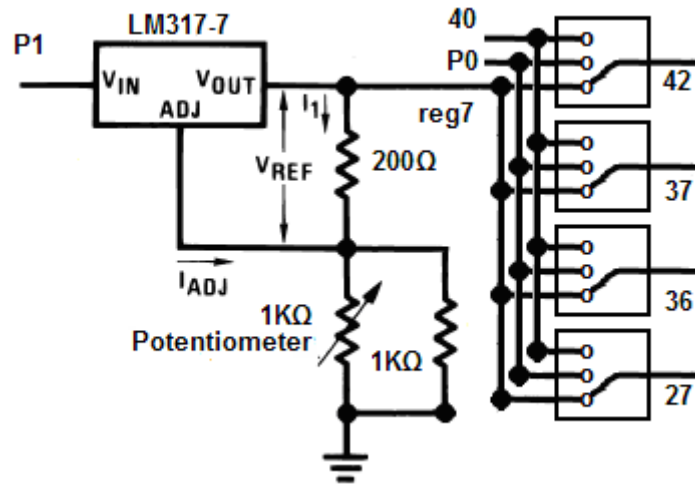 LM317-7
P1
40
P0
VIN
VOUT
ADJ
I1
reg7
42
VREF
200Ω
37
IADJ
1KΩ
Potentiometer
1KΩ
36
27